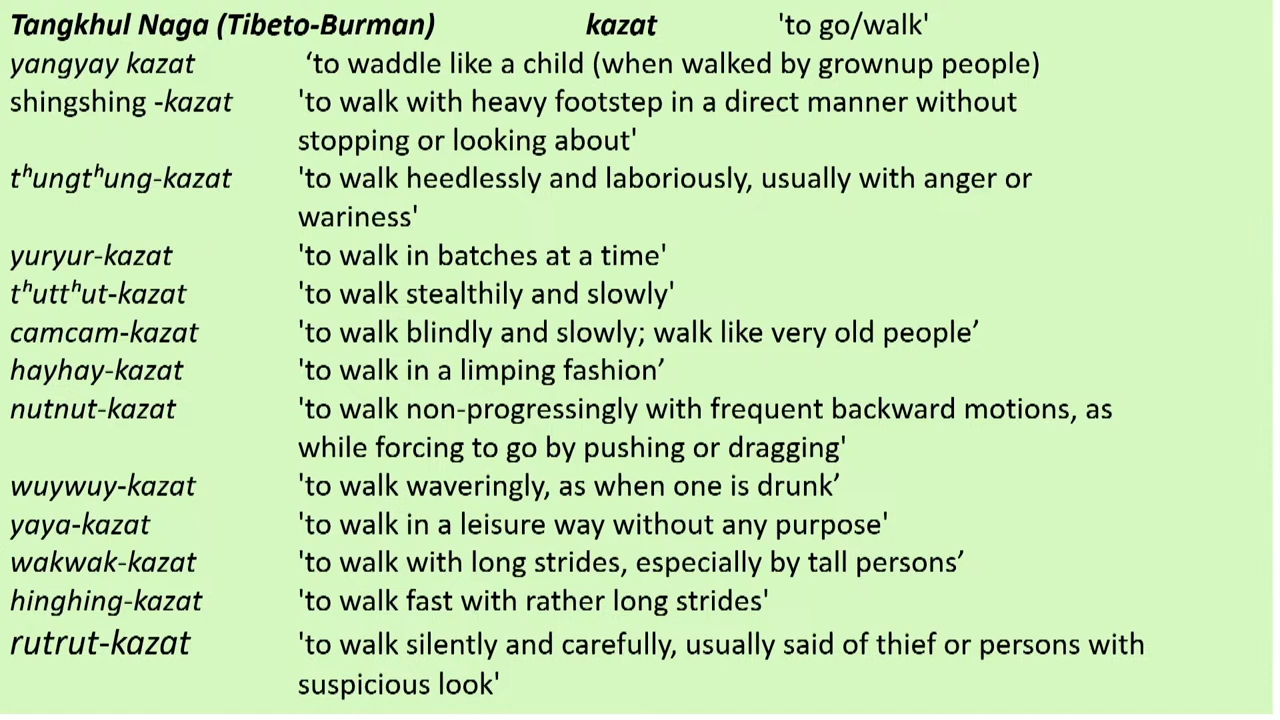 Tangkhul Naga (Tibeto-Burman) kazat 'to go/walk'
yangyay kazat ‘to waddle like a child (when walked by grownup people)
shingshing -kazat 'to walk with heavy footstep in a direct manner without
stopping or looking about'
tʰungtʰung-kazat 'to walk heedlessly and laboriously, usually with anger or
wariness'
yuryur-kazat 'to walk in batches at a time'
tʰuttʰut-kazat 'to walk stealthily and slowly'
camcam-kazat 'to walk blindly and slowly; walk like very old people’
hayhay-kazat 'to walk in a limping fashion’
nutnut-kazat 'to walk non-progressingly with frequent backward motions, as
while forcing to go by pushing or dragging'
wuywuy-kazat 'to walk waveringly, as when one is drunk’
yaya-kazat 'to walk in a leisure way without any purpose'
wakwak-kazat 'to walk with long strides, especially by tall persons’
hinghing-kazat 'to walk fast with rather long strides'
rutrut-kazat 'to walk silently and carefully, usually said of thief or persons with
suspicious look'